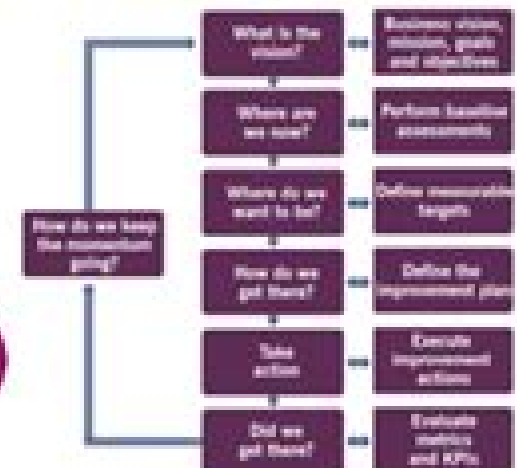 What is the
vision?
Business vision,
mission, goals
and objectives
Where are
we now?
Perform baseline
assessments
Where do we
want to be?
Define measurable
targets
How do we keep
the momentum
going?
How do we
get there?
Define the
improvement plan
Take
action
Execute
improvement
actions
Did we
get there?
Evaluate
metrics
and KPIs